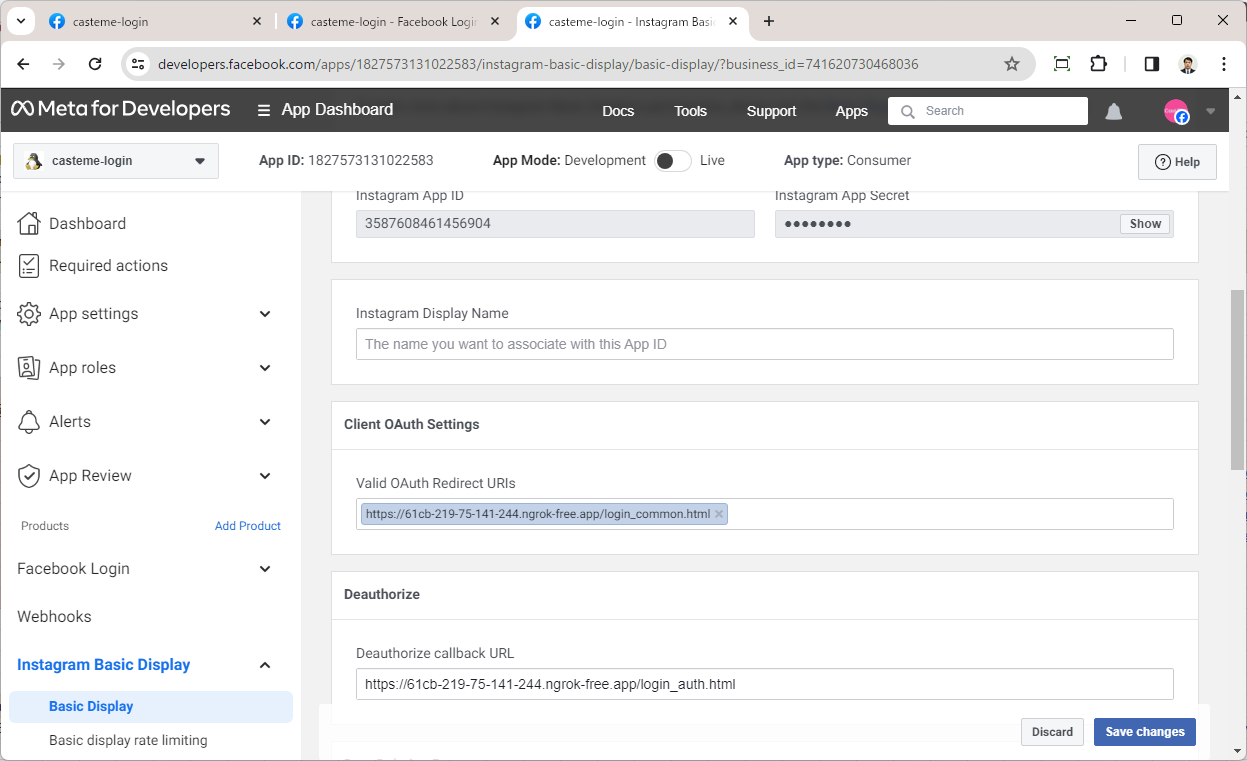 casteme-login
casteme-login - Facebook Login
casteme-login - Instagram Basic
developers.facebook.com/apps/1827573131022583/instagram-basic-display/basic-display/?business_id=741620730468036
Meta for Developers
App Dashboard
Docs
Tools
Support
Apps
Search
casteme-login
App ID: 1827573131022583
App Mode: Development
Live
App type: Consumer
Help
Dashboard
Required actions
App settings
App roles
Alerts
App Review
Products
Add Product
Facebook Login
Webhooks
Instagram Basic Display
Basic Display
Basic display rate limiting
Instagram App ID
3587608461456904
Instagram App Secret
●●●●●●●●
Show
Instagram Display Name
The name you want to associate with this App ID
Client OAuth Settings
Valid OAuth Redirect URIs
https://61cb-219-75-141-244.ngrok-free.app/login_common.html
Deauthorize
Deauthorize callback URL
https://61cb-219-75-141-244.ngrok-free.app/login_auth.html
Discard
Save changes